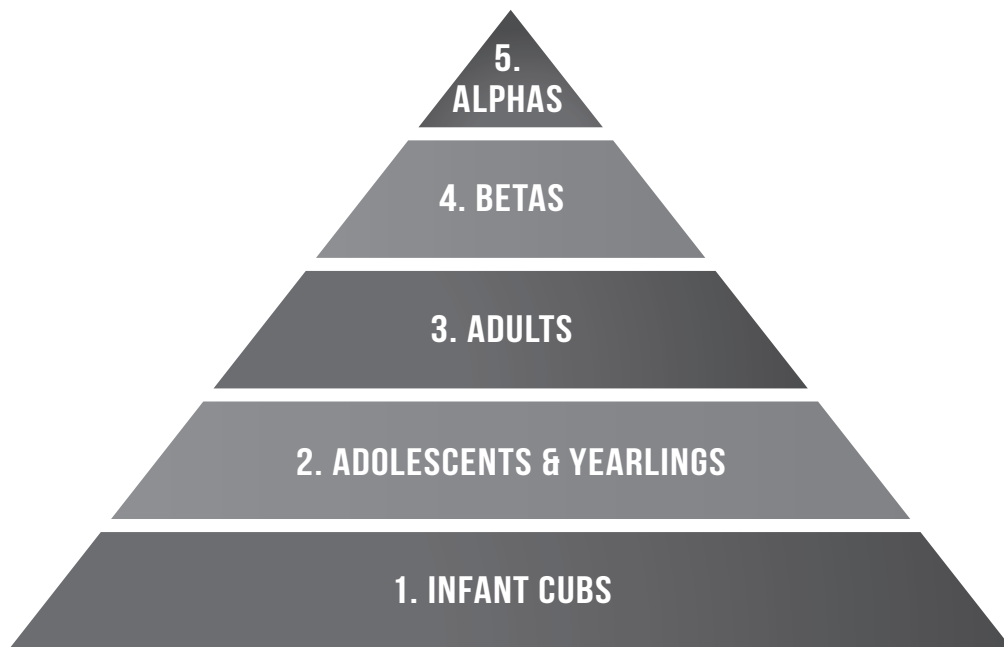 5.
ALPHAS
4. BETAS
3. ADULTS
2. ADOLESCENTS & YEARLINGS
1. INFANT CUBS